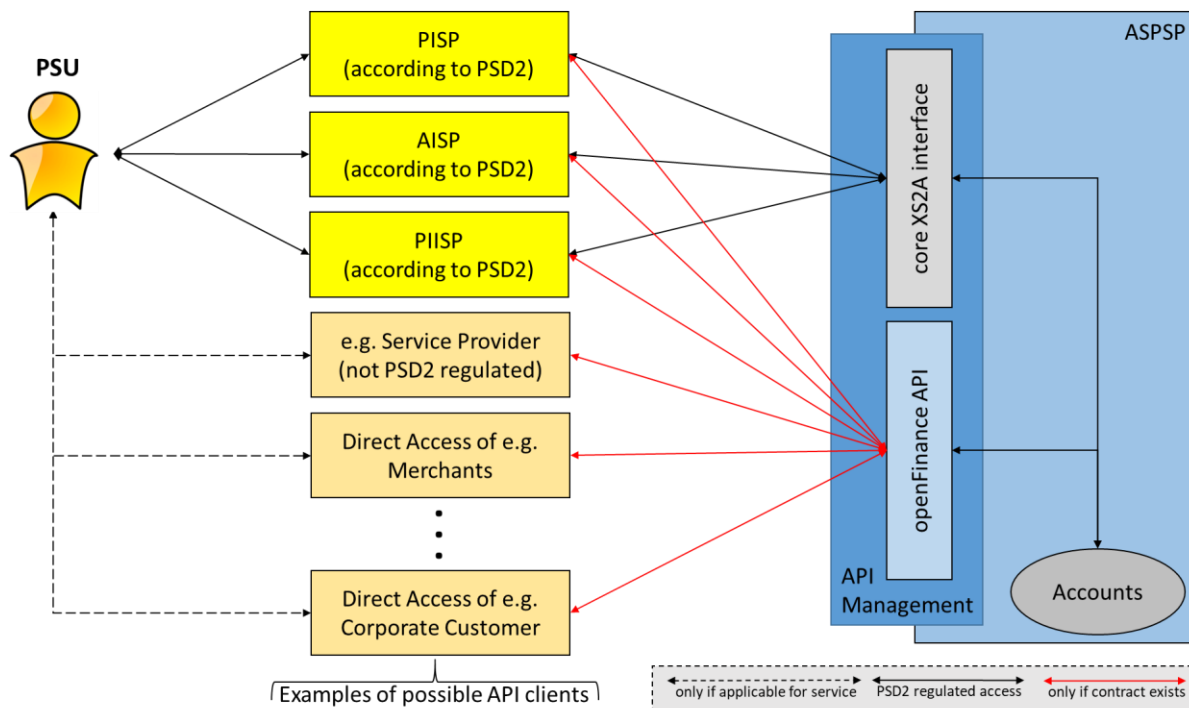 PSU
PISP
(according to PSD2)
AISP
(according to PSD2)
PIISP
(according to PSD2)
e.g. Service Provider
(not PSD2 regulated)
Direct Access of e.g.
Merchants
Direct Access of e.g.
Corporate Customer
Examples of possible API clients
ASPSP
core XS2A interface
openFinance API
API
Management
Accounts
only if applicable for service
PSD2 regulated access
only if contract exists